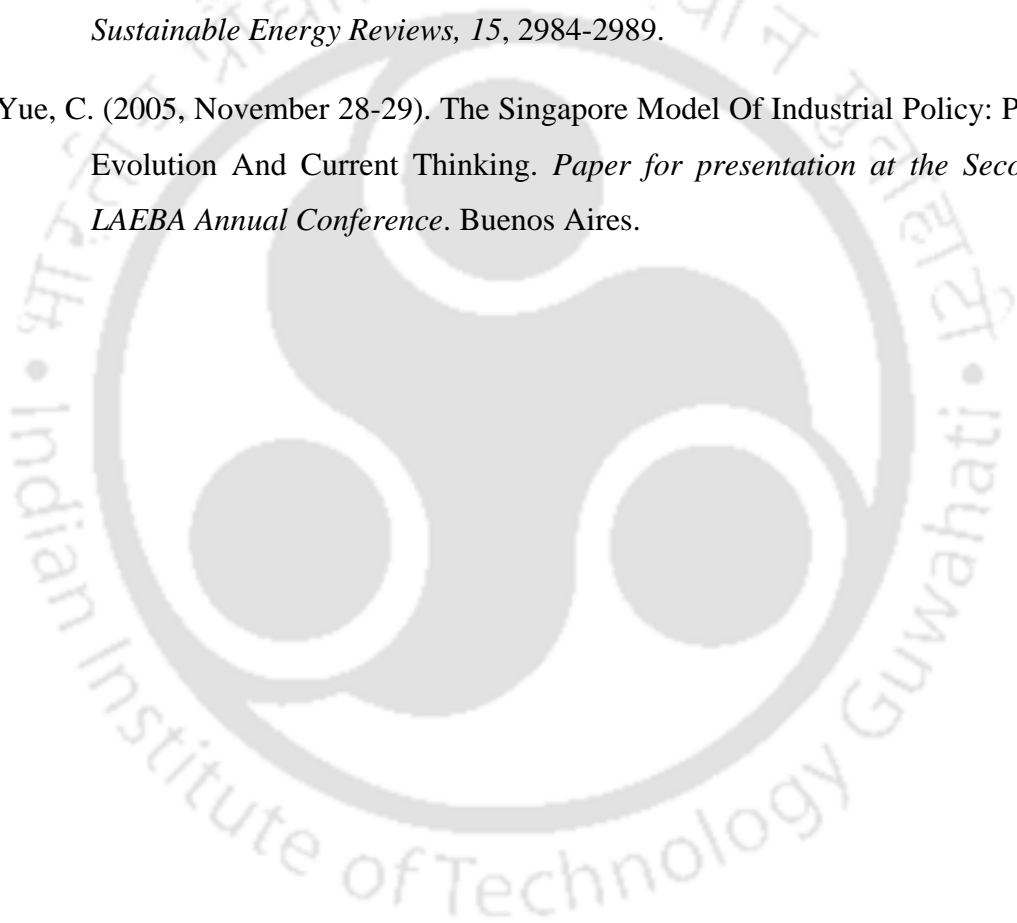 Sustainable Energy Reviews, 15, 2984-2989.
Yue, C. (2005, November 28-29). The Singapore Model Of Industrial Policy: P
Evolution And Current Thinking. Paper for presentation at the Seco
LAEBA Annual Conference. Buenos Aires.
गुवाहाटी
Indian Institute of Technology Guwahati